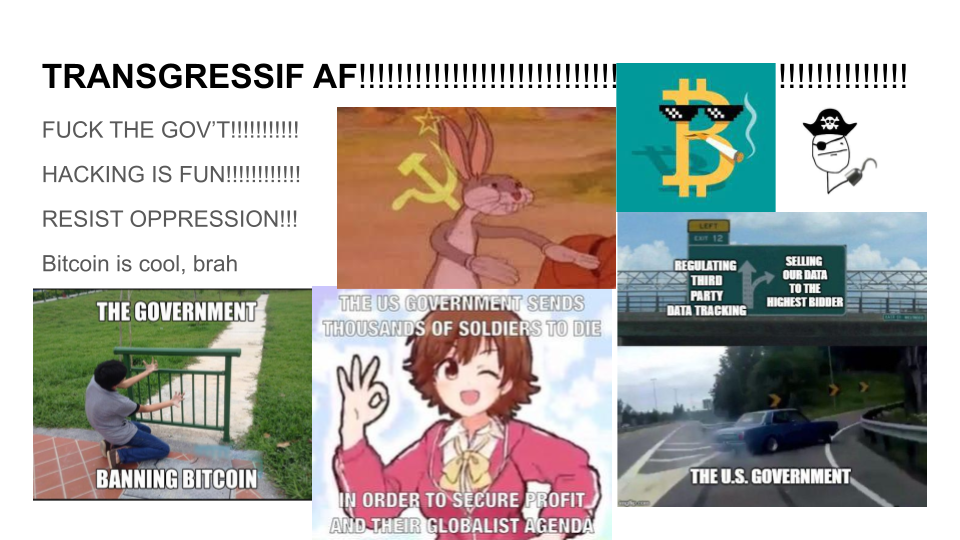 TRANSGRESSIF AF!!!!!!!!!!!!!!!!!!!!!!!!!!!!! !!!!!!!!!!!!!!
FUCK THE GOV’T!!!!!!!!!!!
HACKING IS FUN!!!!!!!!!!!!
RESIST OPPRESSION!!!
Bitcoin is cool, brah
THE GOVERNMENT
BANNING BITCOIN
THE US GOVERNMENT SENDS
THOUSANDS OF SOLDIERS TO DIE
IN ORDER TO SECURE PROFIT
AND THEIR GLOBALIST AGENDA
LEFT
EXIT 12
REGULATING
THIRD
PARTY
DATA TRACKING
SELLING
OUR DATA
TO THE
HIGHEST BIDDER
THE U.S. GOVERNMENT